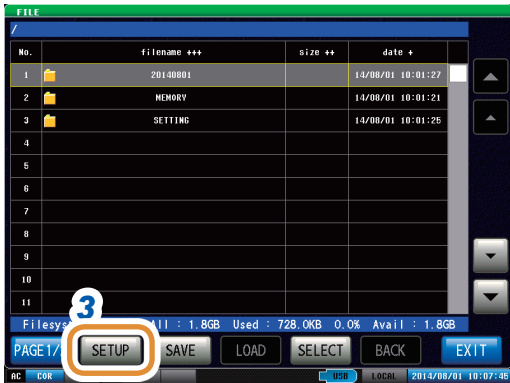 FILE
/
No. filename +++ size ++ date +
1 20140801 14/08/01 10:01:27
2 MEMORY 14/08/01 10:01:21
3 SETTING 14/08/01 10:01:25
4
5
6
7
8
9
10
11
3
All : 1.8GB Used : 728.0KB 0.0% Avail : 1.8GB
PAGE1/ SETUP SAVE LOAD SELECT BACK EXIT
AC COR USB LOCAL 2014/08/01 10:07:46